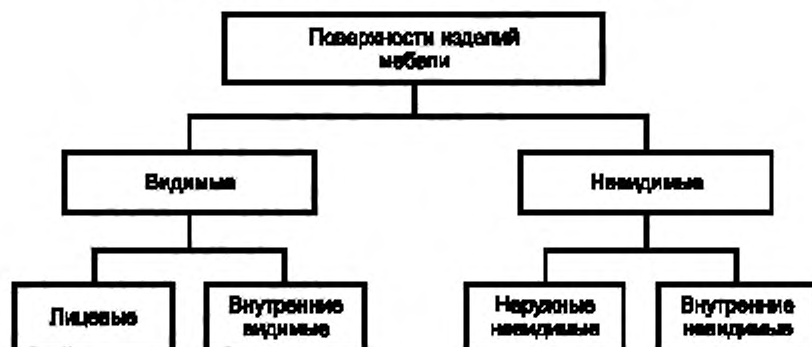 Поверхности изделий
мебели
Видимые
Невидимые
Лицевые
Внутренние
видимые
Наружные
невидимые
Внутренние
невидимые